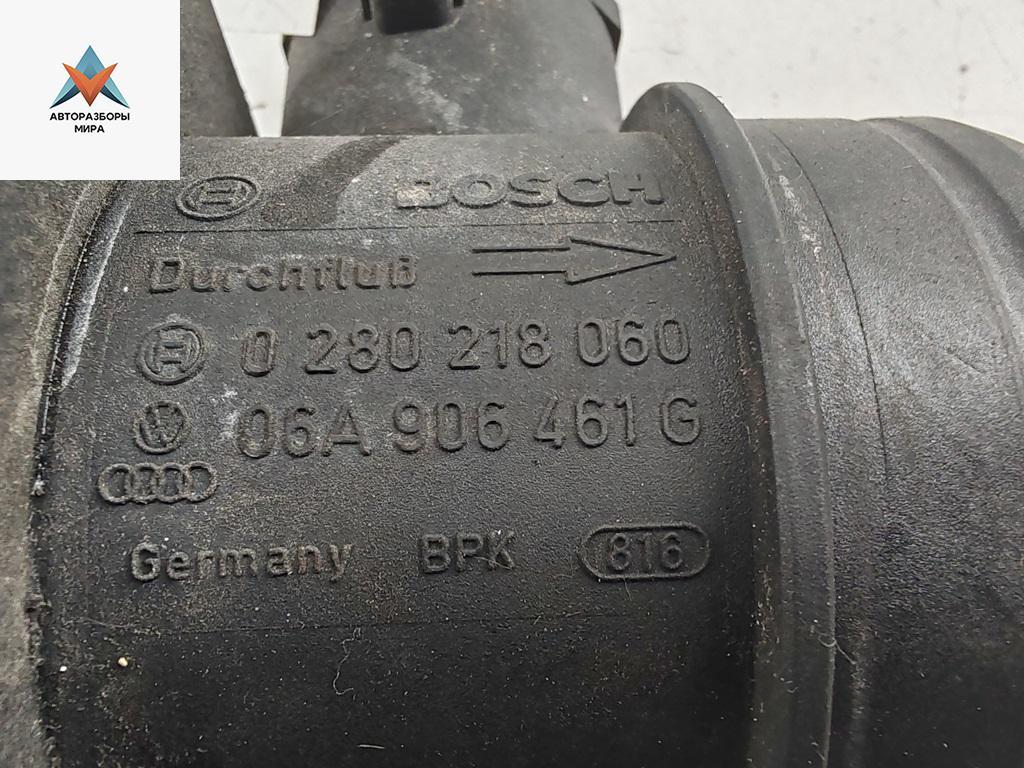 АВТОРАЗБОРЫ
МИРА
BOSCH
Durchfluß
0 280 218 060
06A 906 461 G
Germany BPK 816